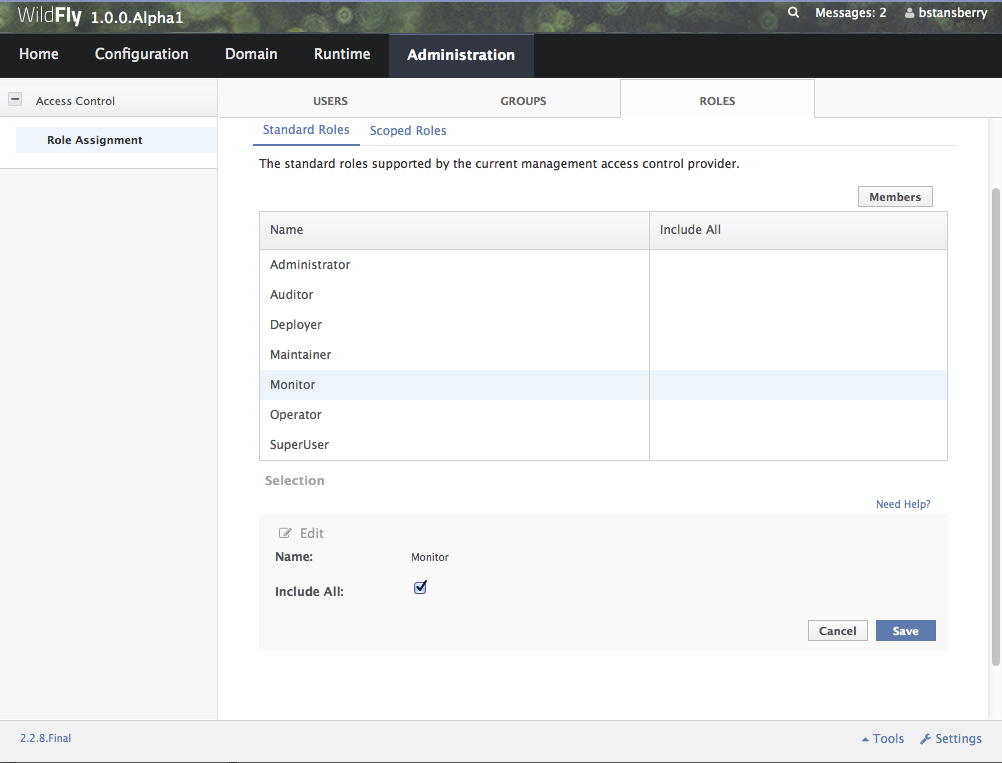 WildFly 1.0.0.Alpha1 Messages: 2 bstansberry
Home Configuration Domain Runtime Administration
Access Control USERS GROUPS ROLES
Role Assignment
Standard Roles Scoped Roles
The standard roles supported by the current management access control provider.
Members
Name Include All
Administrator
Auditor
Deployer
Maintainer
Monitor
Operator
SuperUser
Selection
Need Help?
Edit
Name: Monitor
Include All:
Cancel Save
2.2.8.Final Tools Settings